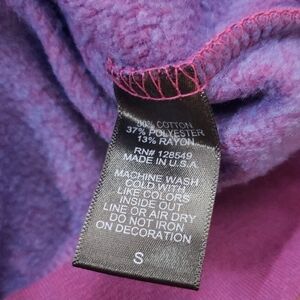 50% COTTON
37% POLYESTER
13% RAYON
RN# 128549
MADE IN U.S.A
MACHINE WASH
COLD WITH
LIKE COLORS
INSIDE OUT
LINE OR AIR DRY
DO NOT IRON
ON DECORATION
S